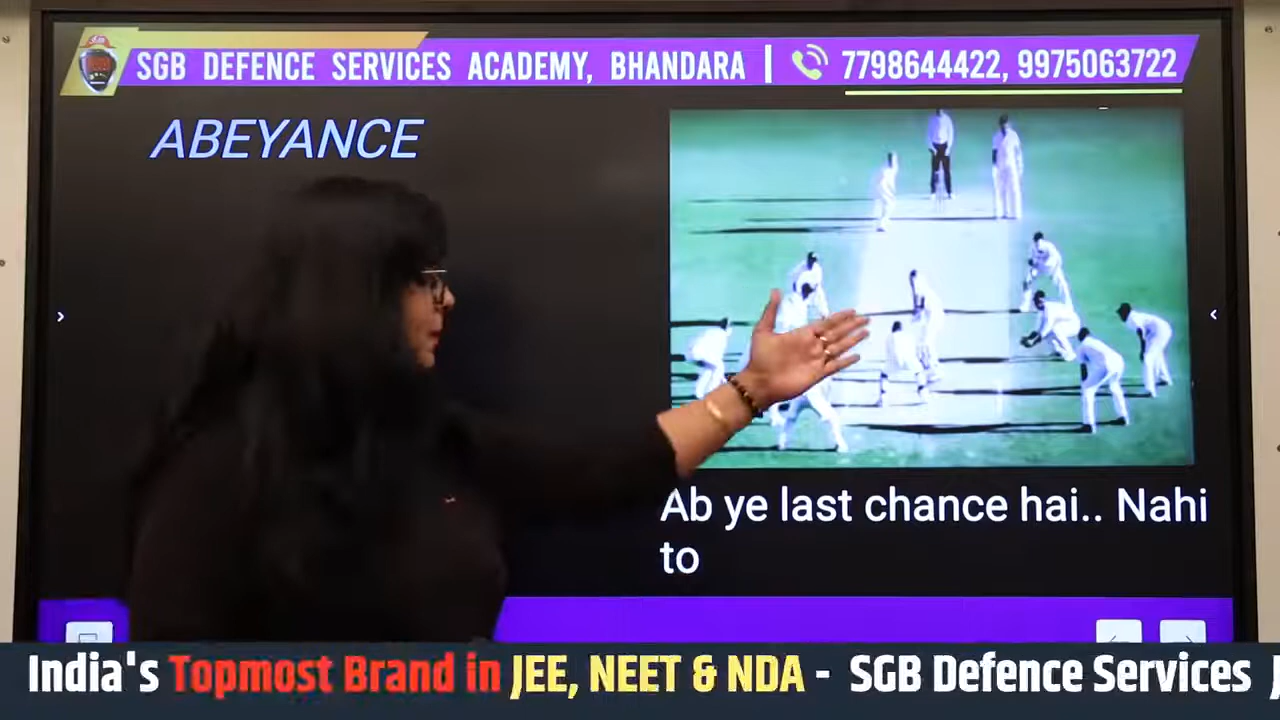 SGB DEFENCE SERVICES ACADEMY, BHANDARA | 7798644422, 9975063722
ABEYANCE
Ab ye last chance hai.. Nahi
to
India's Topmost Brand in JEE, NEET & NDA - SGB Defence Services